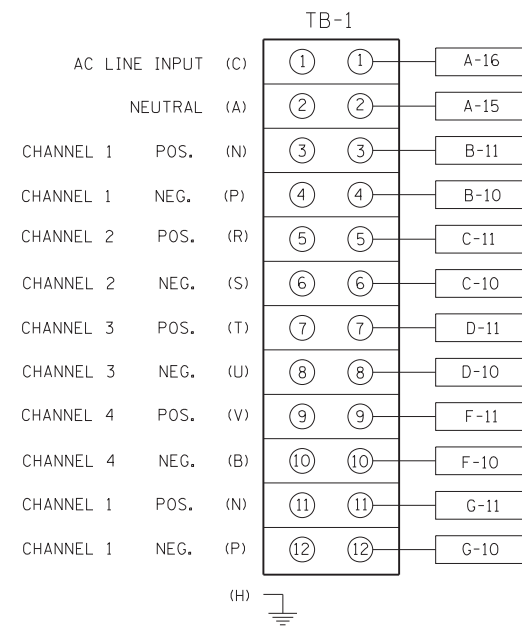 TB-1
AC LINE INPUT (C) 1 1 A-16
NEUTRAL (A) 2 2 A-15
CHANNEL 1 POS. (N) 3 3 B-11
CHANNEL 1 NEG. (P) 4 4 B-10
CHANNEL 2 POS. (R) 5 5 C-11
CHANNEL 2 NEG. (S) 6 6 C-10
CHANNEL 3 POS. (T) 7 7 D-11
CHANNEL 3 NEG. (U) 8 8 D-10
CHANNEL 4 POS. (V) 9 9 F-11
CHANNEL 4 NEG. (B) 10 10 F-10
CHANNEL 1 POS. (N) 11 11 G-11
CHANNEL 1 NEG. (P) 12 12 G-10
(H)